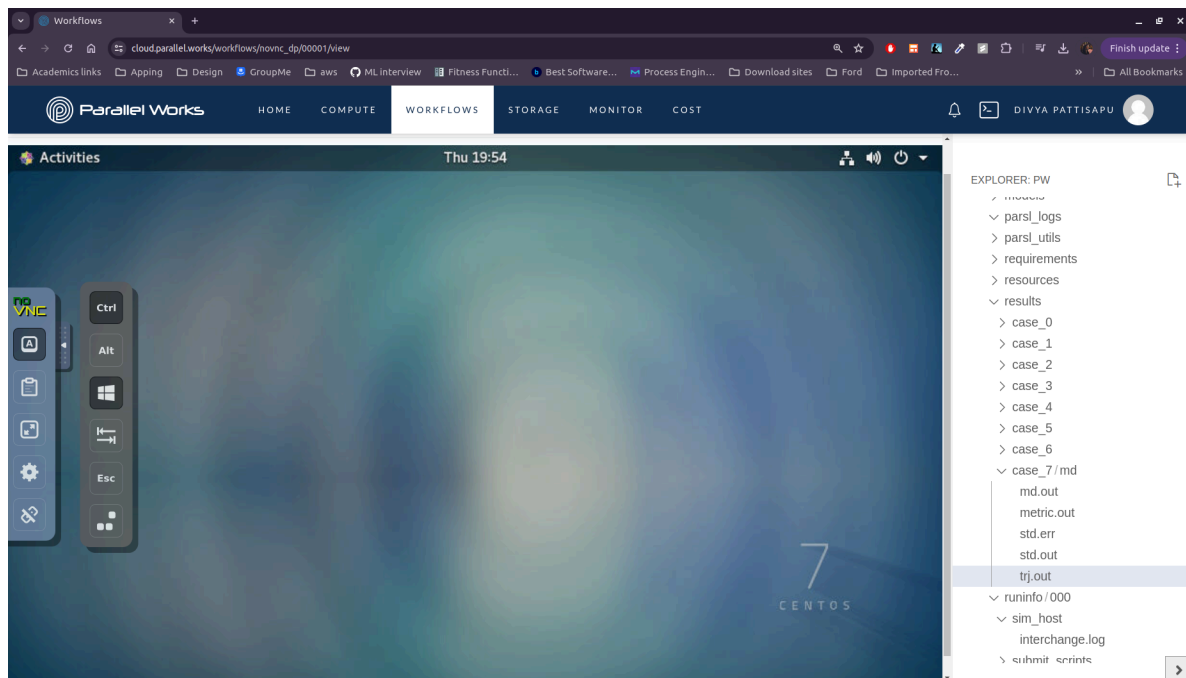 Workflows
cloud.parallel.works/workflows/novnc_dp/00001/view
Finish update
Academics links
Apping
Design
GroupMe
aws
ML interview
Fitness Functi...
Best Software...
Process Engin...
Download sites
Ford
Imported Fro...
»
All Bookmarks
Parallel Works
HOME
COMPUTE
WORKFLOWS
STORAGE
MONITOR
COST
DIVYA PATTISAPU
Activities
Thu 19:54
EXPLORER: PW
models
parsl_logs
parsl_utils
requirements
resources
results
case_0
case_1
case_2
case_3
case_4
case_5
case_6
case_7/md
md.out
metric.out
std.err
std.out
trj.out
runinfo/000
sim_host
interchange.log
submit_scripts
no
VNC
A
Ctrl
Alt
Esc
7
CENTOS